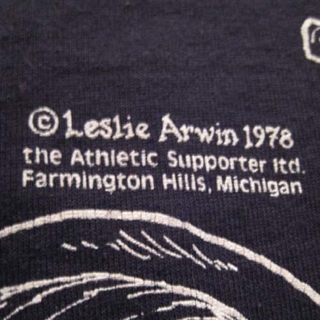 © Leslie Arwin 1978
the Athletic Supporter ltd.
Farmington Hills, Michigan